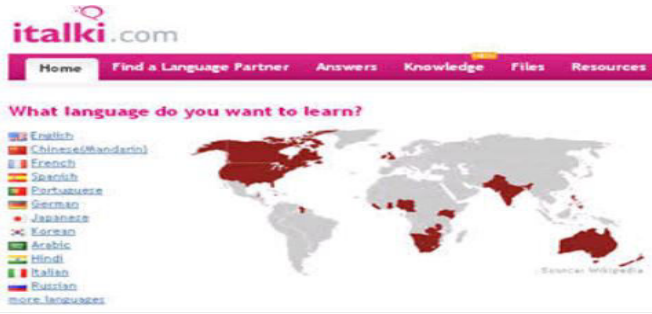 italki.com
Home Find a Language Partner Answers Knowledge Files Resources
What language do you want to learn?
English
Chinese(Mandarin)
French
Spanish
Portuguese
German
Japanese
Korean
Arabic
Hindi
Italian
Russian
more languages
Source: Wikipedia